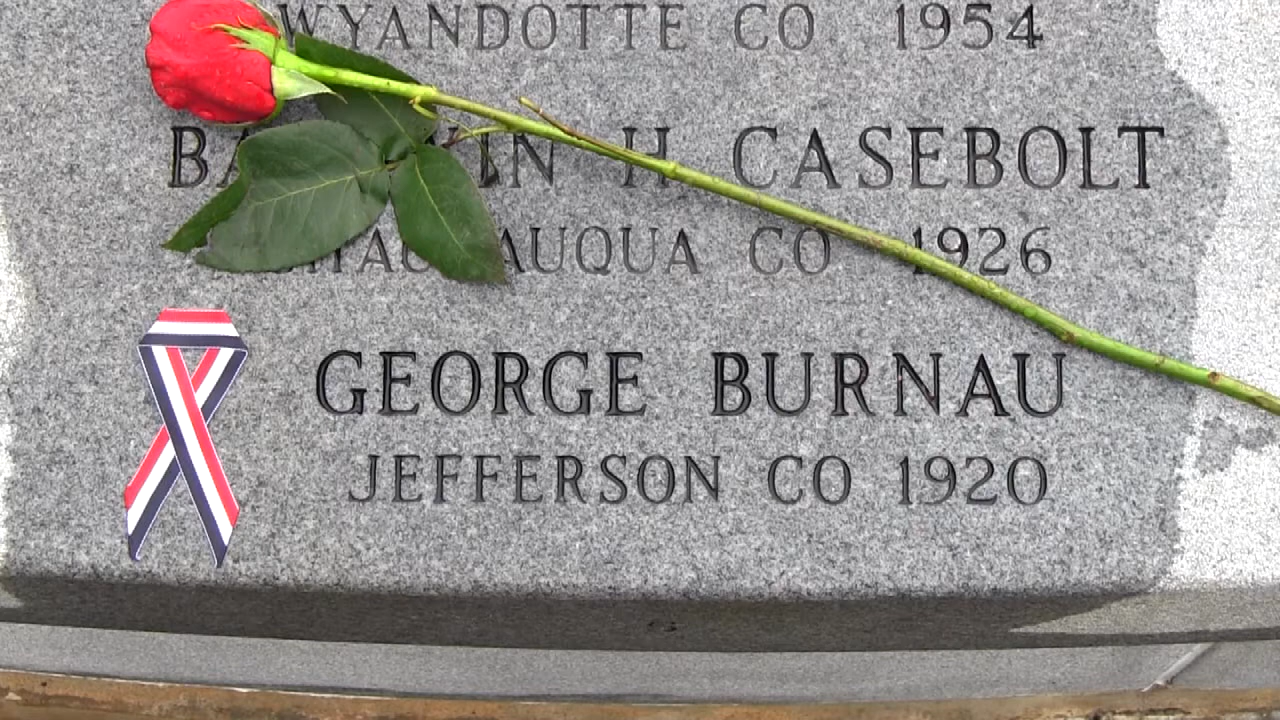 WYANDOTTE CO 1954
H CASEBOLT
CO 1926
GEORGE BURNAU
JEFFERSON CO 1920